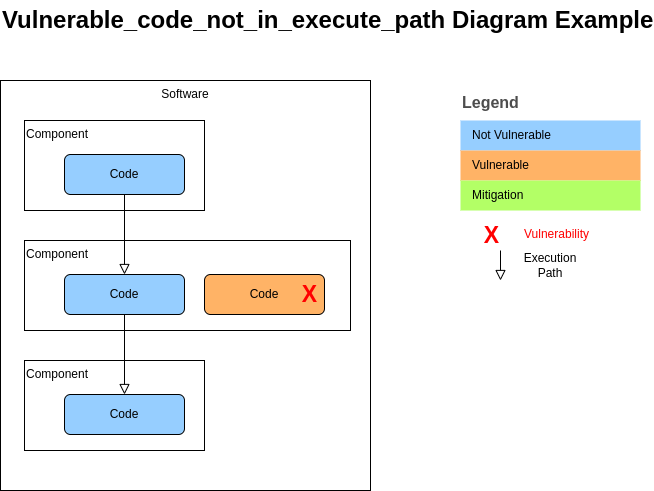 Vulnerable_code_not_in_execute_path Diagram Example
Software
Component
Code
Component
Code
Code
X
Component
Code
Legend
Not Vulnerable
Vulnerable
Mitigation
X
Vulnerability
Execution
Path